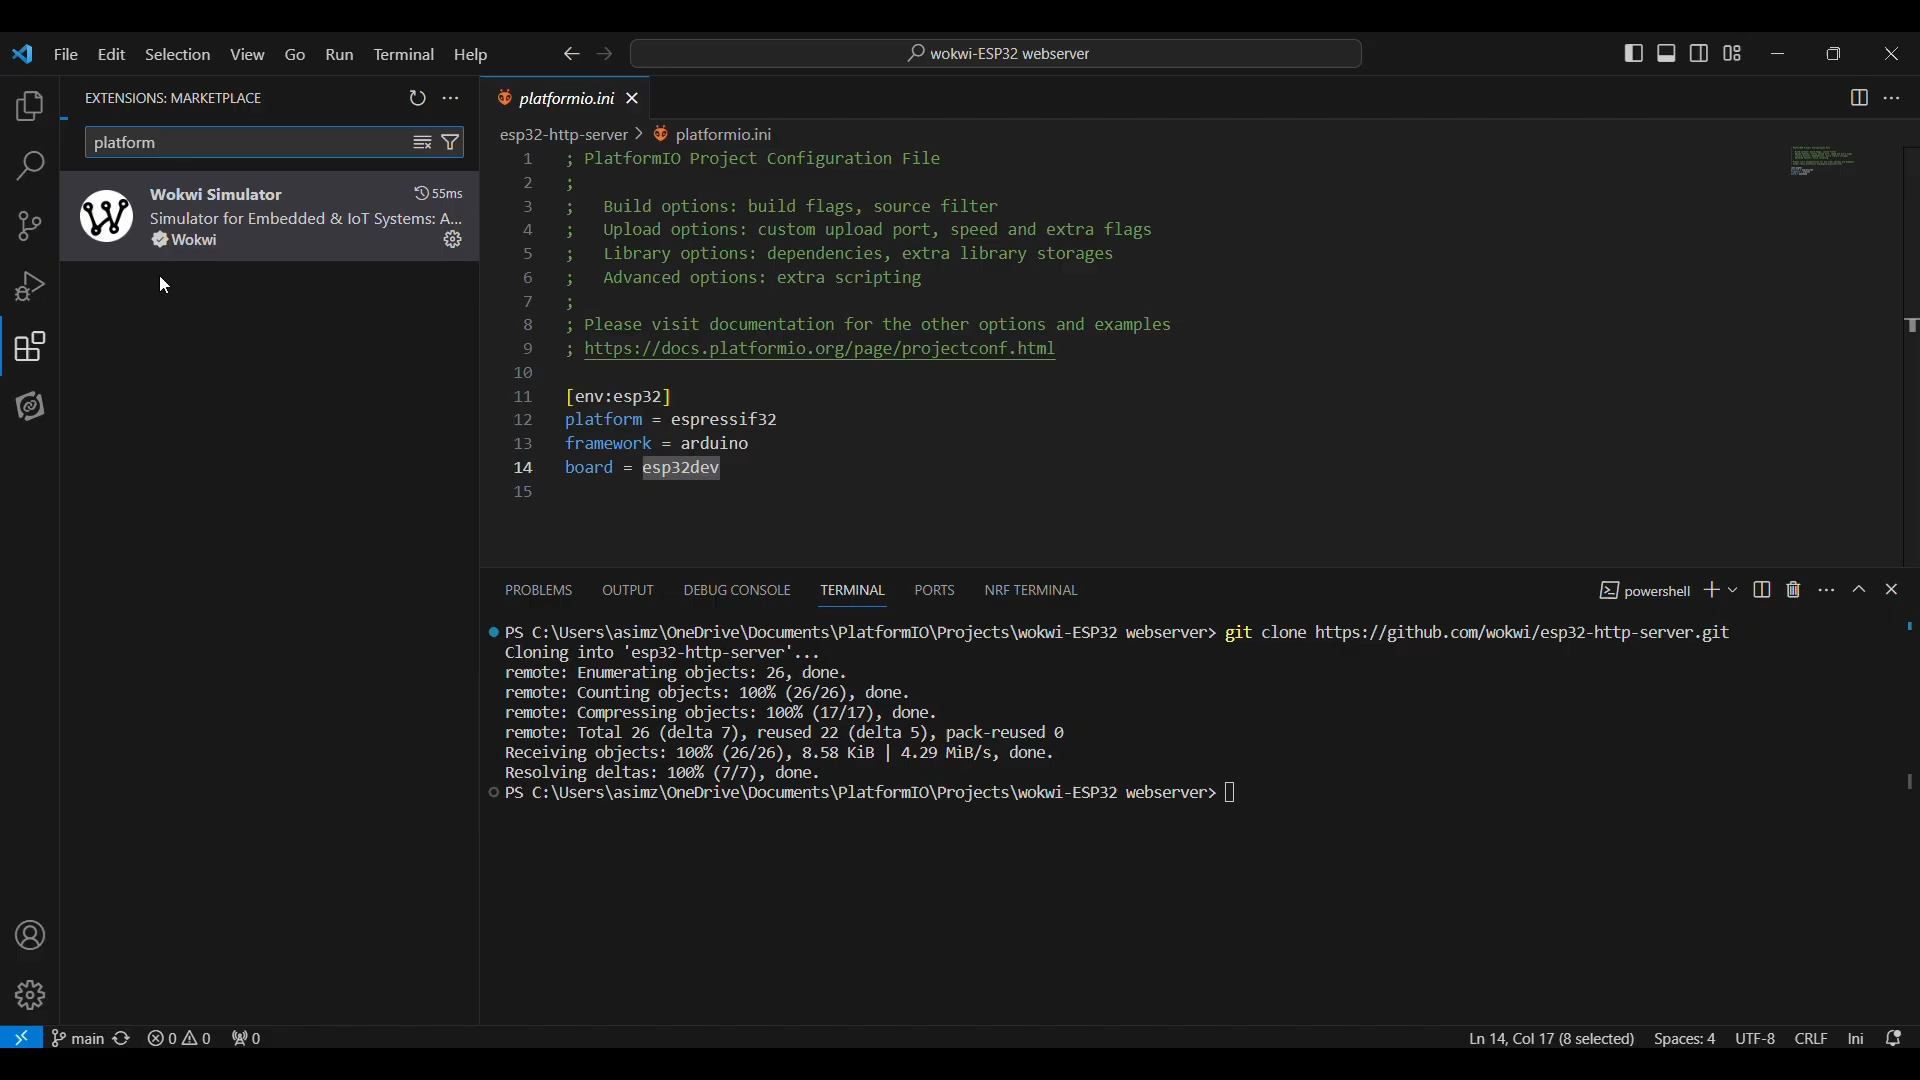 File Edit Selection View Go Run Terminal Help
wokwi-ESP32 webserver
EXTENSIONS: MARKETPLACE
platform
Wokwi Simulator 55ms
Simulator for Embedded & IoT Systems: A...
Wokwi
platformio.ini
esp32-http-server > platformio.ini
1 ; PlatformIO Project Configuration File
2 ;
3 ;   Build options: build flags, source filter
4 ;   Upload options: custom upload port, speed and extra flags
5 ;   Library options: dependencies, extra library storages
6 ;   Advanced options: extra scripting
7 ;
8 ; Please visit documentation for the other options and examples
9 ; https://docs.platformio.org/page/projectconf.html
10
11 [env:esp32]
12 platform = espressif32
13 framework = arduino
14 board = esp32dev
15
PROBLEMS OUTPUT DEBUG CONSOLE TERMINAL PORTS NRF TERMINAL
powershell
PS C:\Users\asimz\OneDrive\Documents\PlatformIO\Projects\wokwi-ESP32 webserver> git clone https://github.com/wokwi/esp32-http-server.git
Cloning into 'esp32-http-server'...
remote: Enumerating objects: 26, done.
remote: Counting objects: 100% (26/26), done.
remote: Compressing objects: 100% (17/17), done.
remote: Total 26 (delta 7), reused 22 (delta 5), pack-reused 0
Receiving objects: 100% (26/26), 8.58 KiB | 4.29 MiB/s, done.
Resolving deltas: 100% (7/7), done.
PS C:\Users\asimz\OneDrive\Documents\PlatformIO\Projects\wokwi-ESP32 webserver>
main 0 0 0
Ln 14, Col 17 (8 selected) Spaces: 4 UTF-8 CRLF Ini